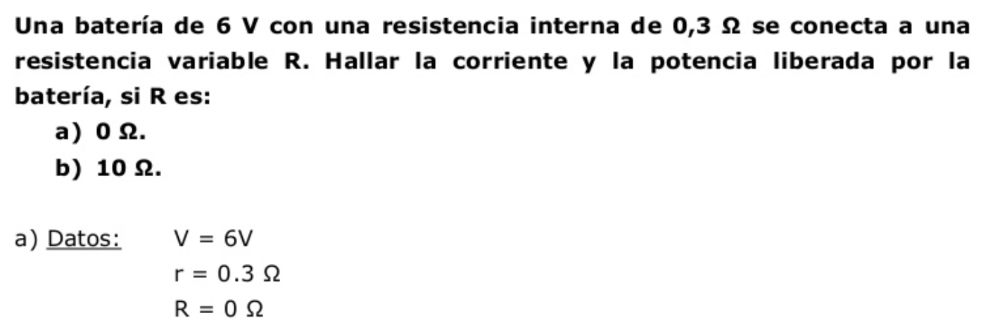 Una batería de 6 V con una resistencia interna de 0,3 Ω se conecta a una
resistencia variable R. Hallar la corriente y la potencia liberada por la
batería, si R es:
a) 0 Ω.
b) 10 Ω.
a) Datos: V = 6V
r = 0.3 Ω
R = 0 Ω